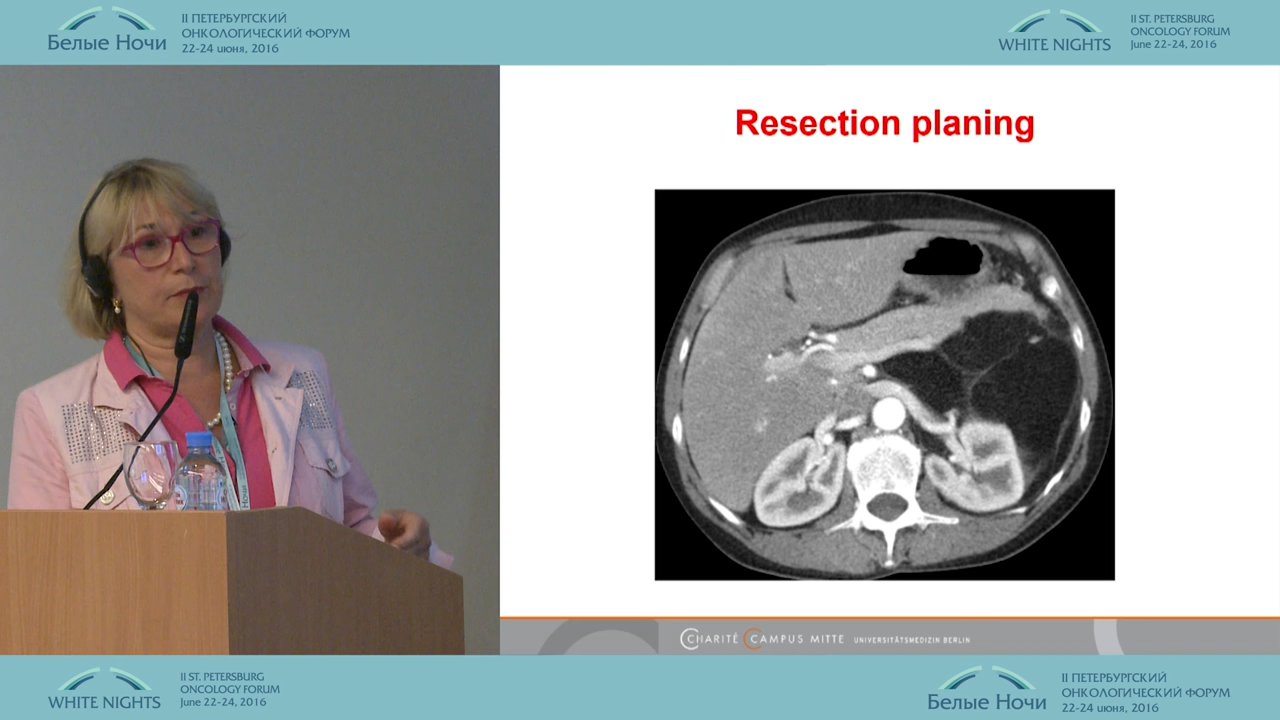 Белые Ночи
II ПЕТЕРБУРГСКИЙ
ОНКОЛОГИЧЕСКИЙ ФОРУМ
22-24 июня, 2016
WHITE NIGHTS
II ST. PETERSBURG
ONCOLOGY FORUM
June 22-24, 2016
Resection planing
CHARITÉ CAMPUS MITTE UNIVERSITÄTSMEDIZIN BERLIN
WHITE NIGHTS
II ST. PETERSBURG
ONCOLOGY FORUM
June 22-24, 2016
Белые Ночи
II ПЕТЕРБУРГСКИЙ
ОНКОЛОГИЧЕСКИЙ ФОРУМ
22-24 июня, 2016